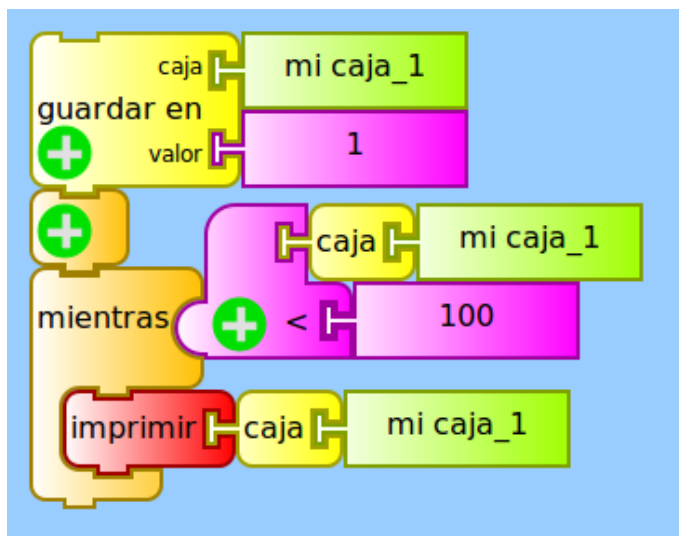 caja mi caja_1
guardar en
valor 1
caja mi caja_1
mientras < 100
imprimir caja mi caja_1